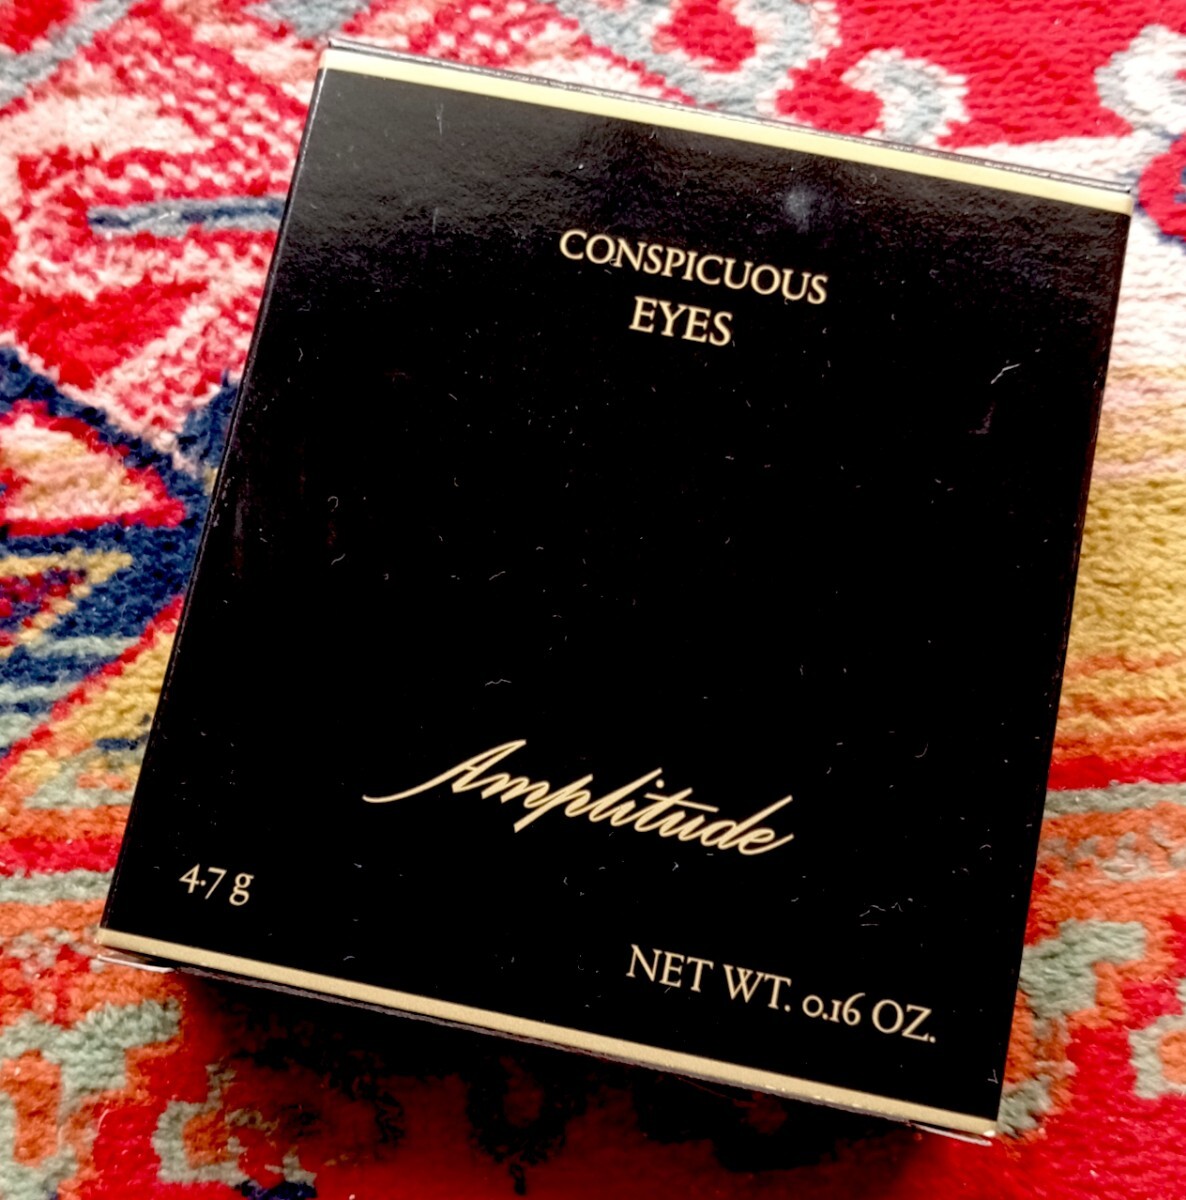 CONSPICUOUS
EYES
Amplitude
4.7 g
NET WT. 0.16 OZ.